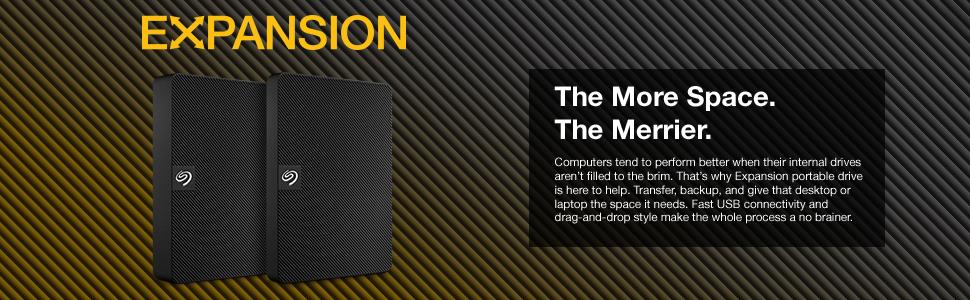 EXPANSION
The More Space.
The Merrier.
Computers tend to perform better when their internal drives
aren't filled to the brim. That's why Expansion portable drive
is here to help. Transfer, backup, and give that desktop or
laptop the space it needs. Fast USB connectivity and
drag-and-drop style make the whole process a no brainer.